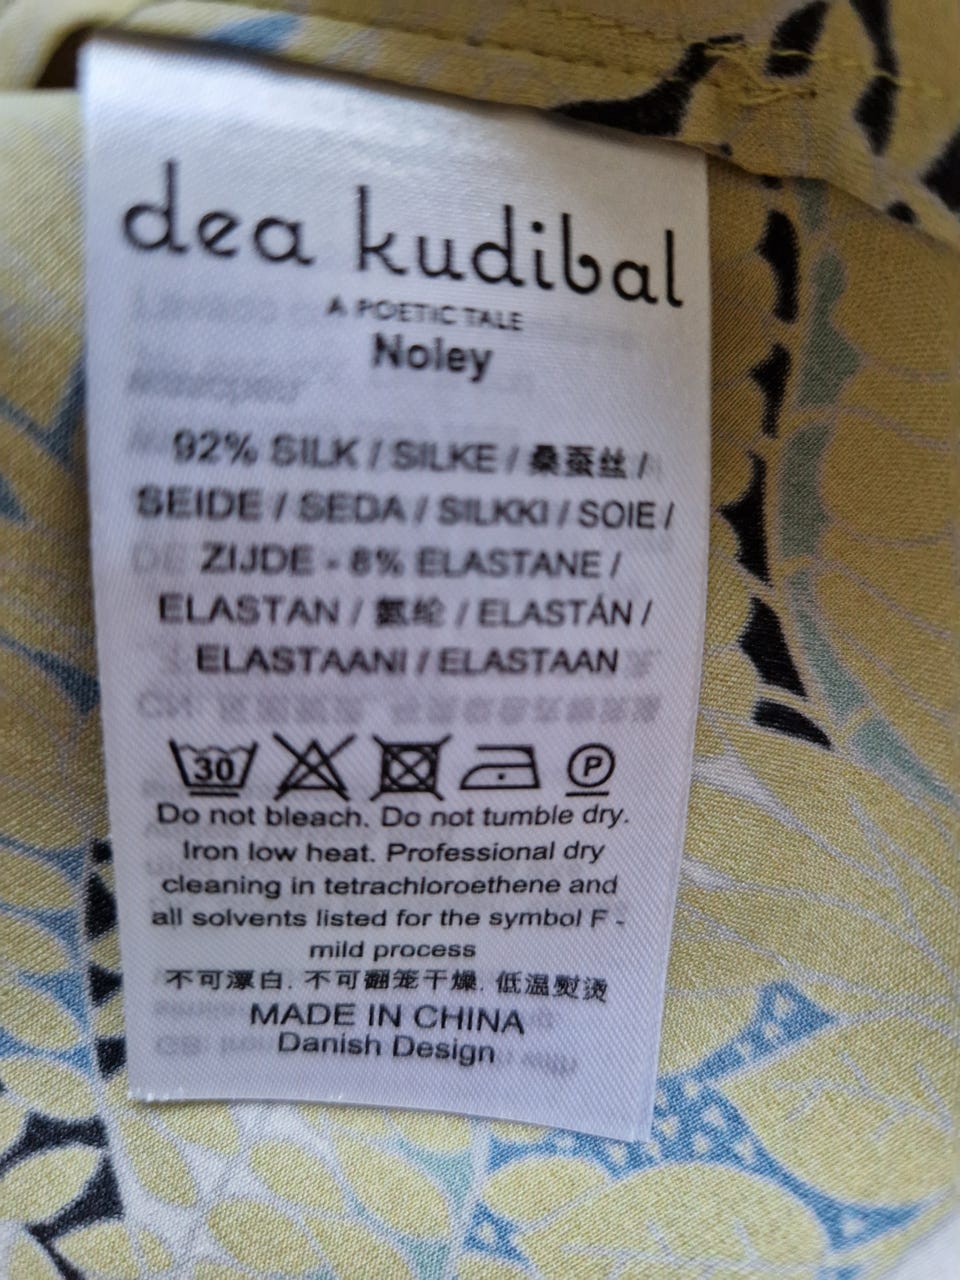 dea kudibal
A POETIC TALE
Noley
92% SILK / SILKE / 桑蚕丝 /
SEIDE / SEDA / SILKKI / SOIE /
ZIJDE - 8% ELASTANE /
ELASTAN / 氨纶 / ELASTÁN /
ELASTAANI / ELASTAAN
30 P
Do not bleach. Do not tumble dry.
Iron low heat. Professional dry
cleaning in tetrachloroethene and
all solvents listed for the symbol F -
mild process
不可漂白. 不可翻笼干燥. 低温熨烫
MADE IN CHINA
Danish Design